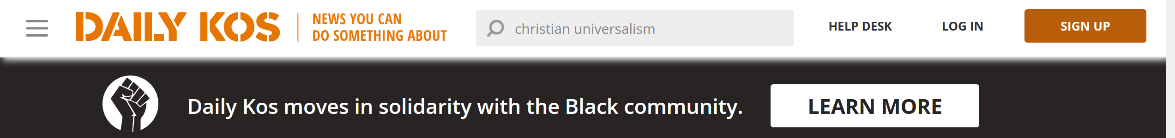 DAILY KOS
NEWS YOU CAN
DO SOMETHING ABOUT
christian universalism
HELP DESK
LOG IN
SIGN UP
Daily Kos moves in solidarity with the Black community.
LEARN MORE